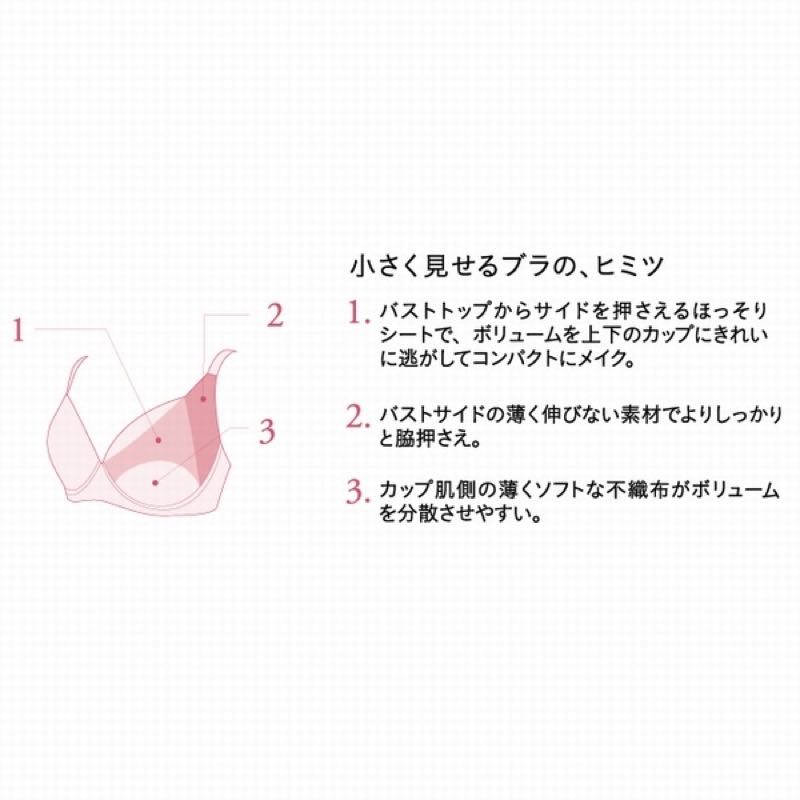 小さく見せるブラの、ヒミツ
1
2
3
1. バストトップからサイドを押さえるほっそり
シートで、ボリュームを上下のカップにきれい
に逃がしてコンパクトにメイク。
2. バストサイドの薄く伸びない素材でよりしっかり
と脇押さえ。
3. カップ肌側の薄くソフトな不織布がボリューム
を分散させやすい。